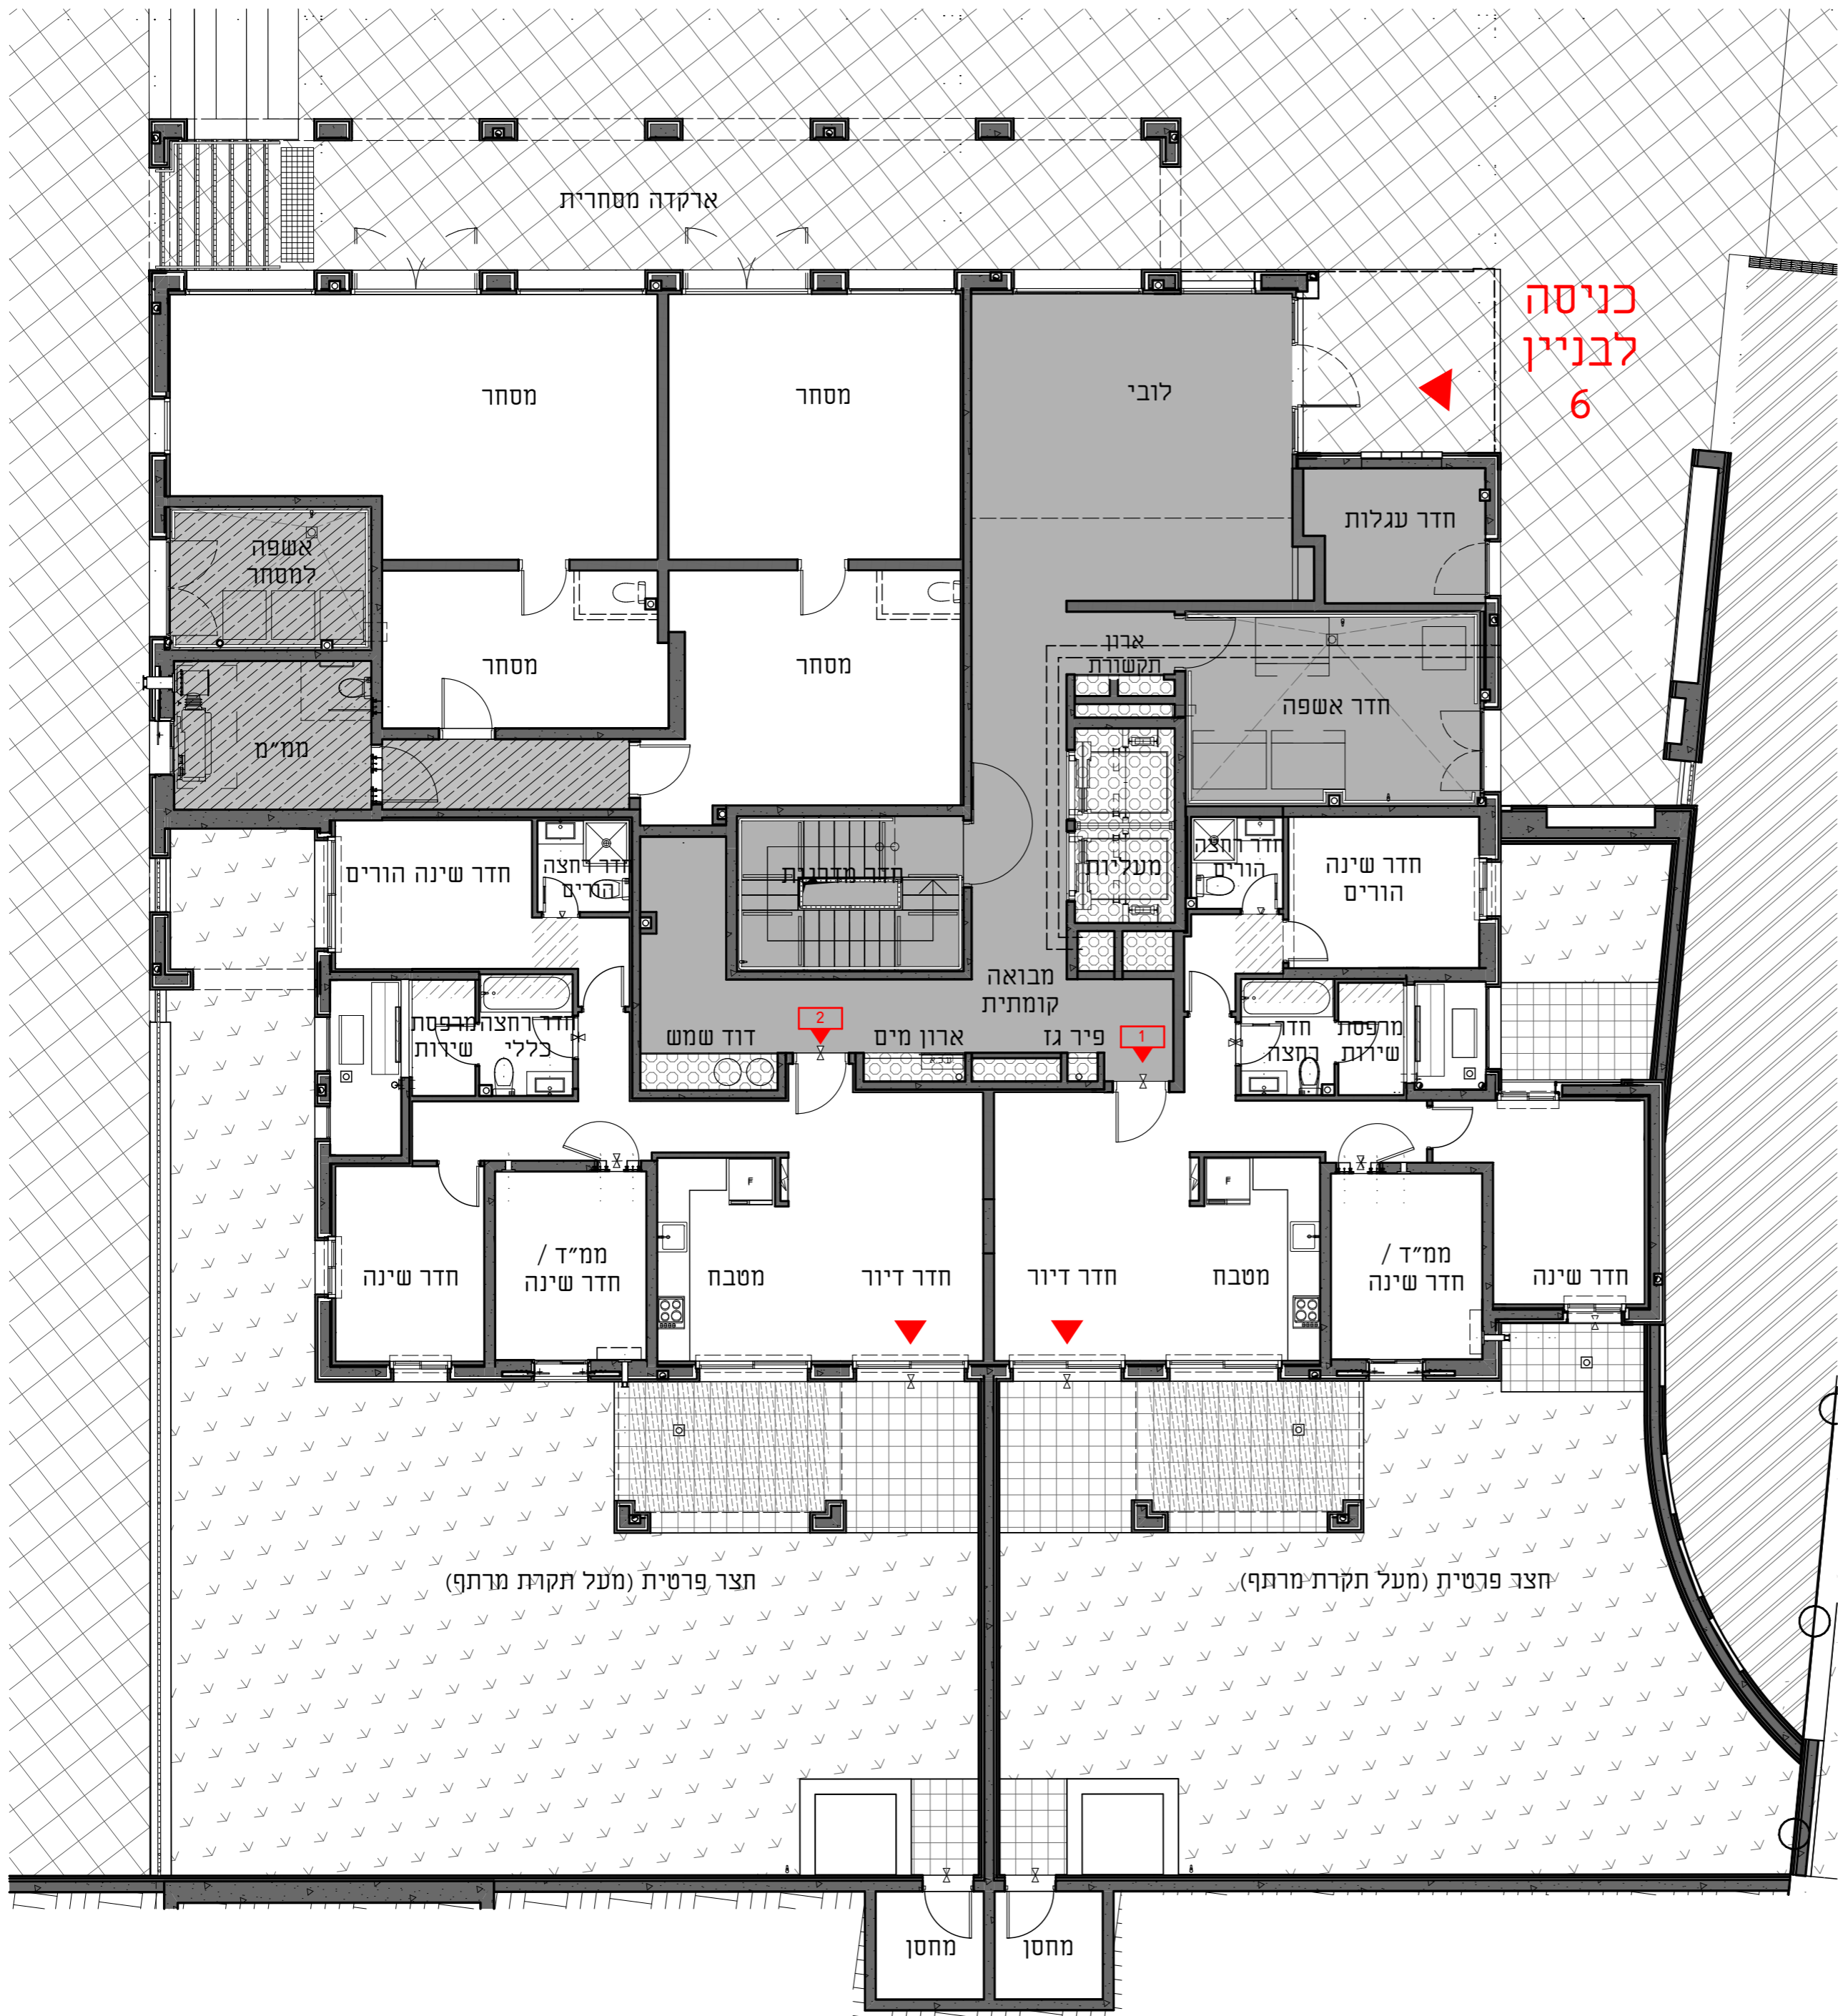 ארקדה מסחרית
כניסה
לבניין
6
מסחר
מסחר
לובי
חדר עגלות
אשפה
למסחר
מסחר
מסחר
ארון
תקשורת
חדר אשפה
ממ״מ
חדר שינה הורים
חדר רחצה
הורים
חדר מדרגות
מעליות
חדר רחצה
הורים
חדר שינה
הורים
מבואה
קומתית
מרפסת
שירות
חדר רחצה
כללי
דוד שמש
2
ארון מים
פיר גז
1
חדר
רחצה
מרפסת
שירות
F
F
חדר שינה
ממ״ד /
חדר שינה
מטבח
חדר דיור
חדר דיור
מטבח
ממ״ד /
חדר שינה
חדר שינה
חצר פרטית (מעל תקרת מרתף)
חצר פרטית (מעל תקרת מרתף)
מחסן
מחסן